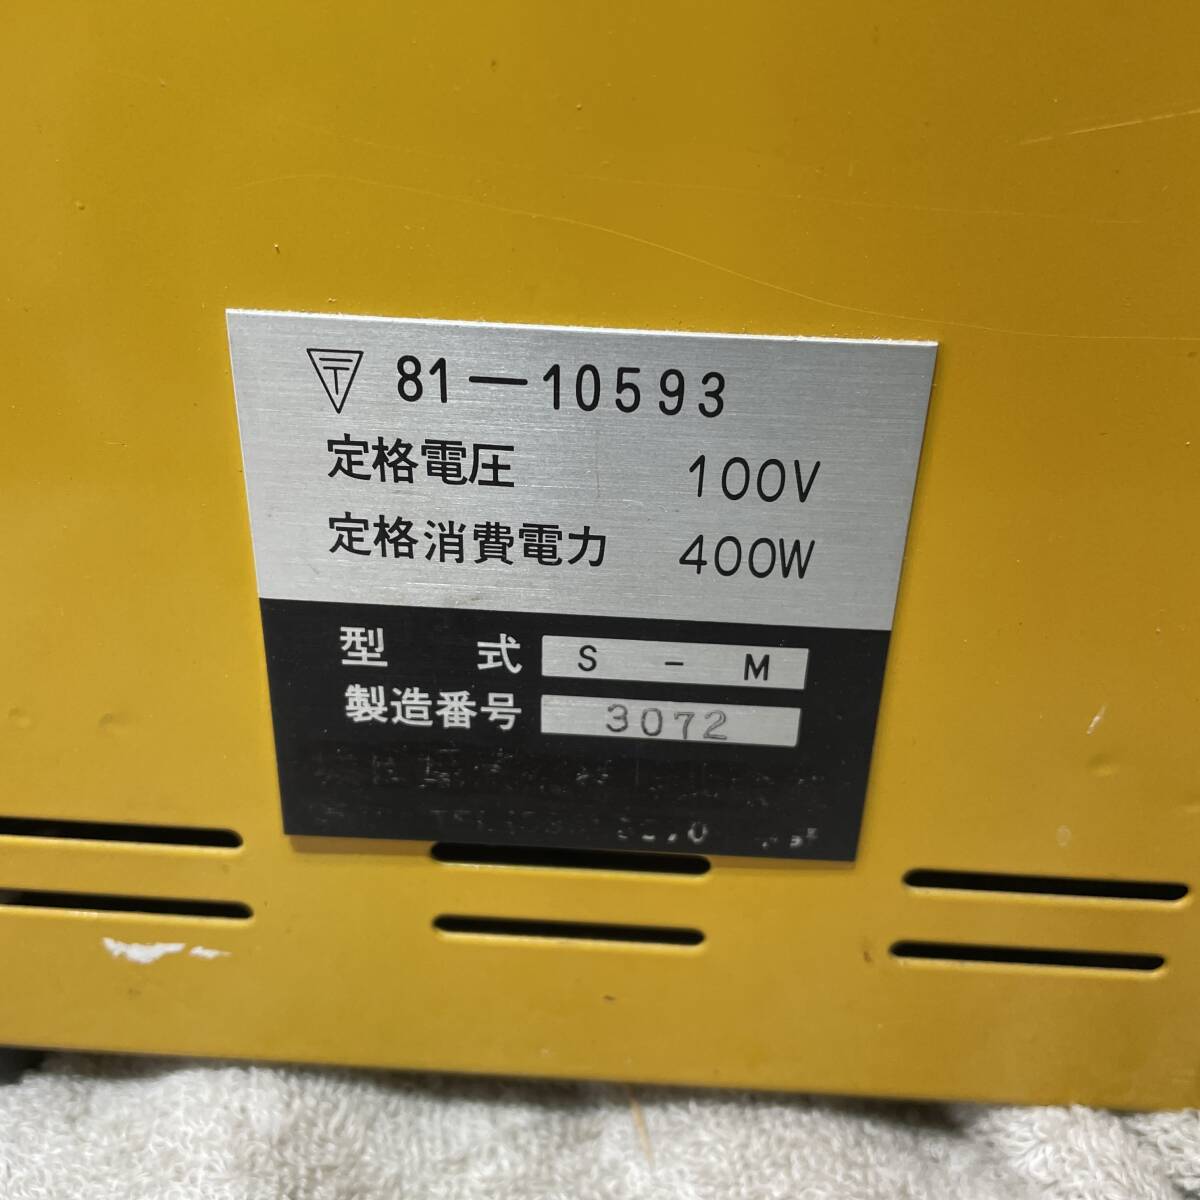 〒 81-10593
定格電圧 100V
定格消費電力 400W
型式 S - M
製造番号 3072